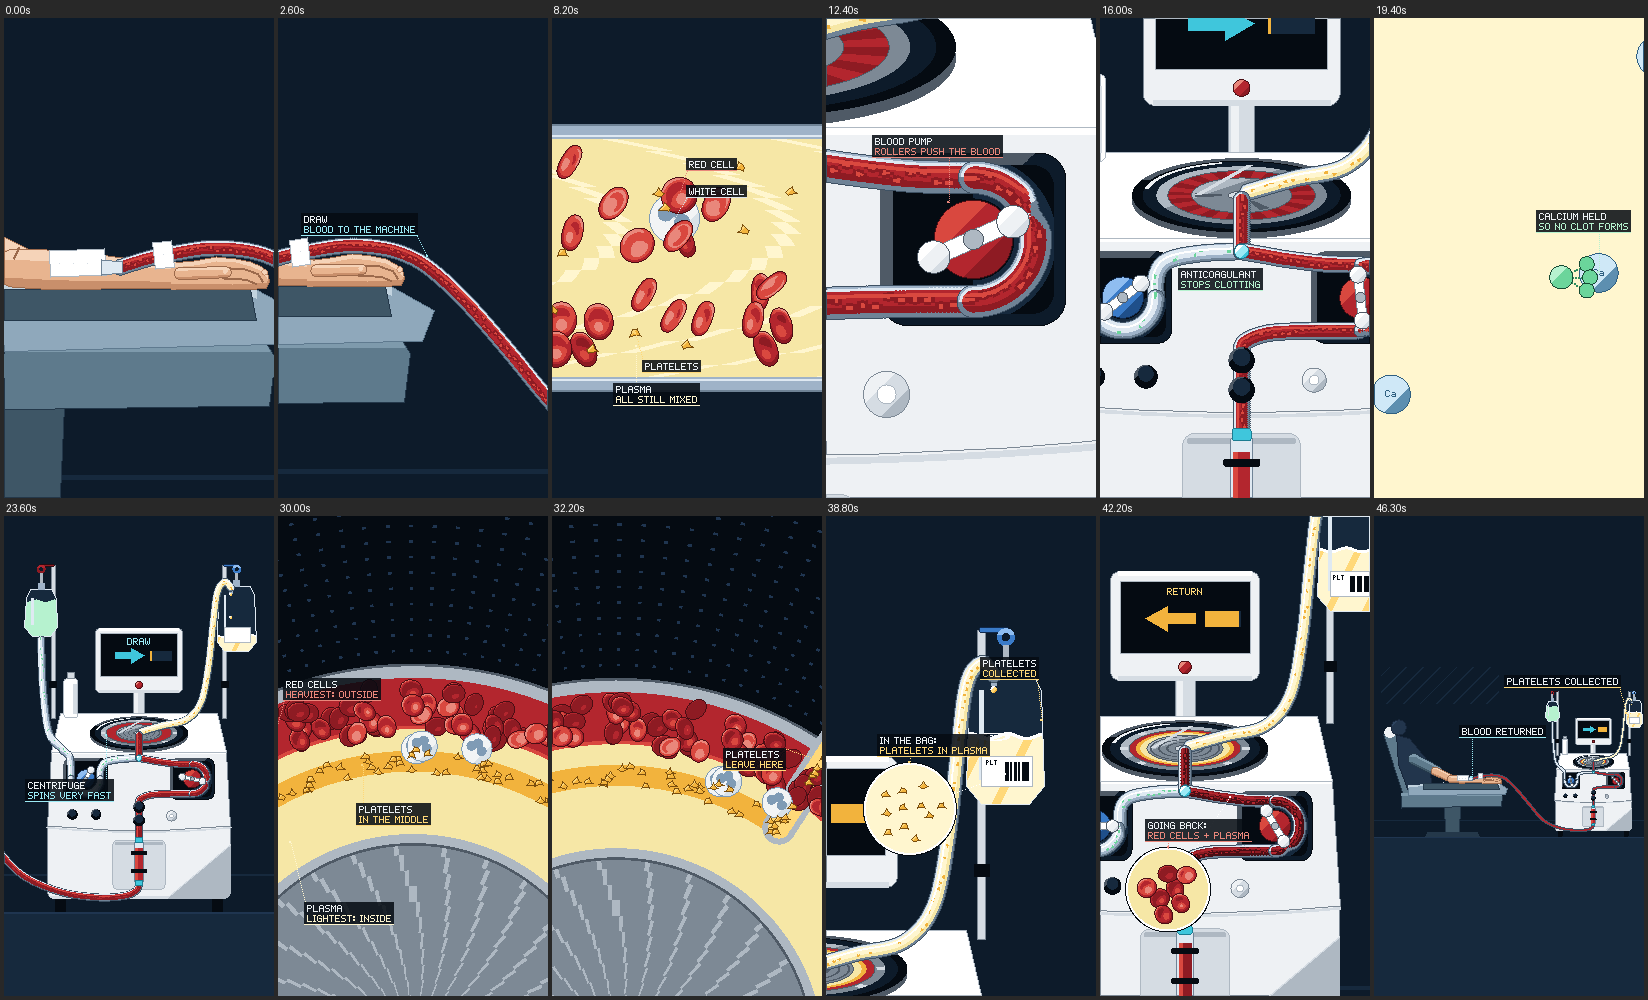 0.00s
2.60s
8.20s
12.40s
16.00s
19.40s
DRAW
BLOOD TO THE MACHINE
RED CELL
WHITE CELL
PLATELETS
PLASMA
ALL STILL MIXED
BLOOD PUMP
ROLLERS PUSH THE BLOOD
ANTICOAGULANT
STOPS CLOTTING
CALCIUM HELD
SO NO CLOT FORMS
Ca
23.60s
30.00s
32.20s
38.80s
42.20s
46.30s
DRAW
CENTRIFUGE
SPINS VERY FAST
RED CELLS
HEAVIEST: OUTSIDE
PLATELETS
IN THE MIDDLE
PLASMA
LIGHTEST: INSIDE
PLATELETS
LEAVE HERE
PLATELETS
COLLECTED
IN THE BAG:
PLATELETS IN PLASMA
PLT
RETURN
PLT
GOING BACK:
RED CELLS + PLASMA
PLATELETS COLLECTED
BLOOD RETURNED